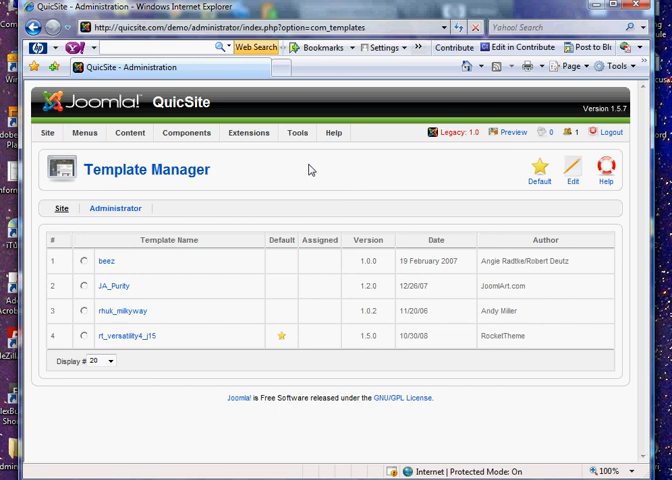 QuicSite - Administration - Windows Internet Explorer
http://quicsite.com/demo/administrator/index.php?option=com_templates
Yahoo! Search
Web Search
Bookmarks
Settings
Contribute
Edit in Contribute
Post to Bl
QuicSite - Administration
Page
Tools
Joomla! QuicSite
Version 1.5.7
Site Menus Content Components Extensions Tools Help
Legacy: 1.0 Preview 0 1 Logout
Template Manager
Default Edit Help
Site Administrator
# Template Name Default Assigned Version Date Author
1 beez 1.0.0 19 February 2007 Angie Radtke/Robert Deutz
2 JA_Purity 1.2.0 12/26/07 JoomlArt.com
3 rhuk_milkyway 1.0.2 11/20/06 Andy Miller
4 rt_versatility4_j15 1.5.0 10/30/08 RocketTheme
Display # 20
Joomla! is Free Software released under the GNU/GPL License.
Internet | Protected Mode: On
100%